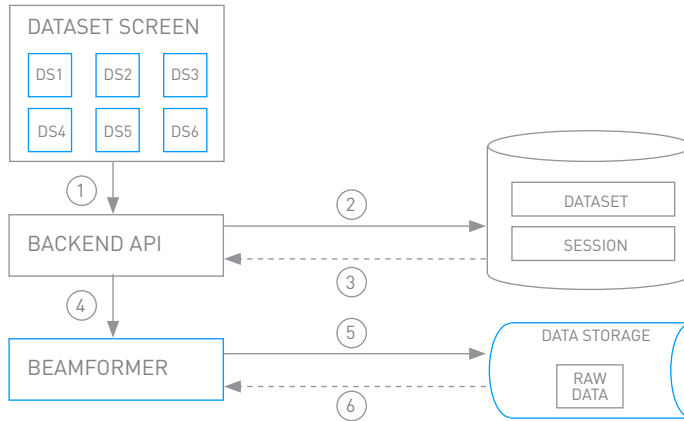 DATASET SCREEN
DS1 DS2 DS3
DS4 DS5 DS6
1
2
BACKEND API
DATASET
SESSION
3
4
5
BEAMFORMER
DATA STORAGE
RAW
DATA
6